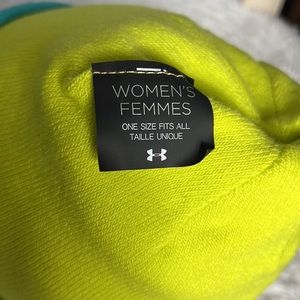 WOMEN'S
FEMMES
ONE SIZE FITS ALL
TAILLE UNIQUE